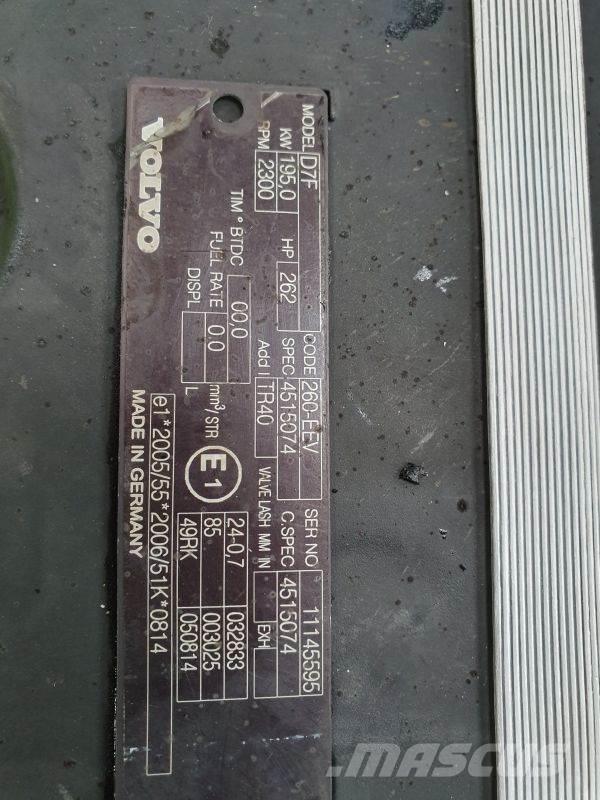 MODEL D7F CODE 260-EEV SER NO 11145595
KW 195,0 HP 262 SPEC 4515074 C.SPEC 4515074
RPM 2300 Add I TR40 VALVE LASH MM IN EXH
TIM ° BTDC 00,0 24-0,7 032833
FUEL RATE 0.0 mm³/STR E1 85 003025
DISPL L 49RK 050814
VOLVO e1*2005/55*2006/51K*0814
MADE IN GERMANY
MASCUS